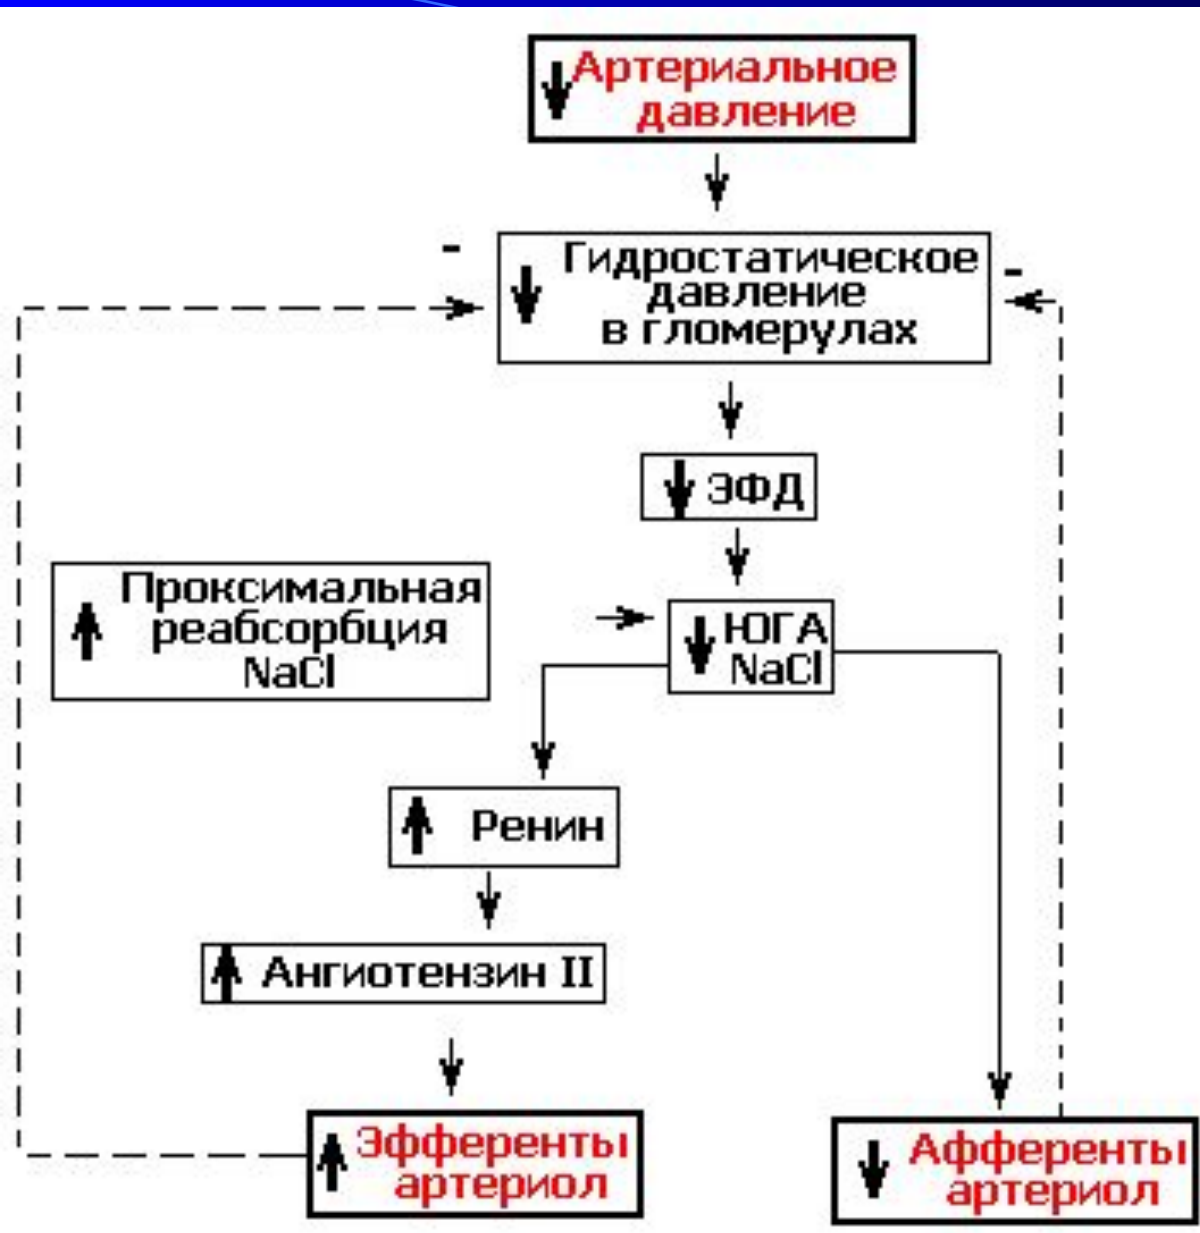 Артериальное
давление
-
Гидростатическое
давление
в гломерулах
-
ЭФД
Проксимальная
реабсорбция
NaCl
ЮГА
NaCl
Ренин
Ангиотензин II
Эфференты
артериол
Афференты
артериол